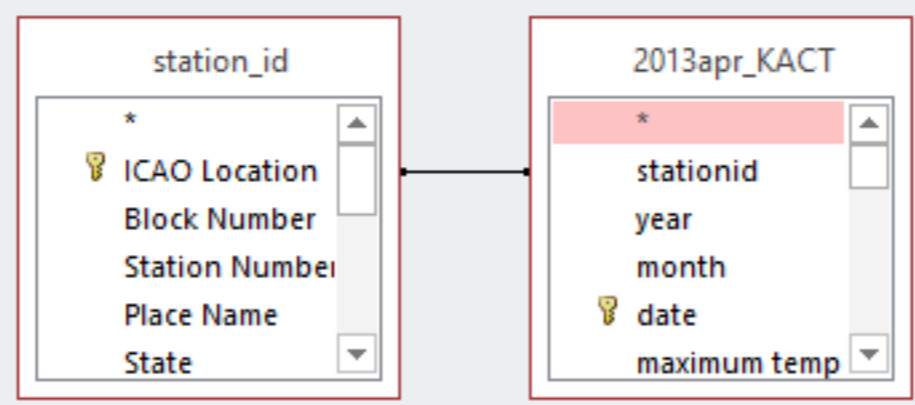 station_id
*
ICAO Location
Block Number
Station Number
Place Name
State
2013apr_KACT
*
stationid
year
month
date
maximum temp